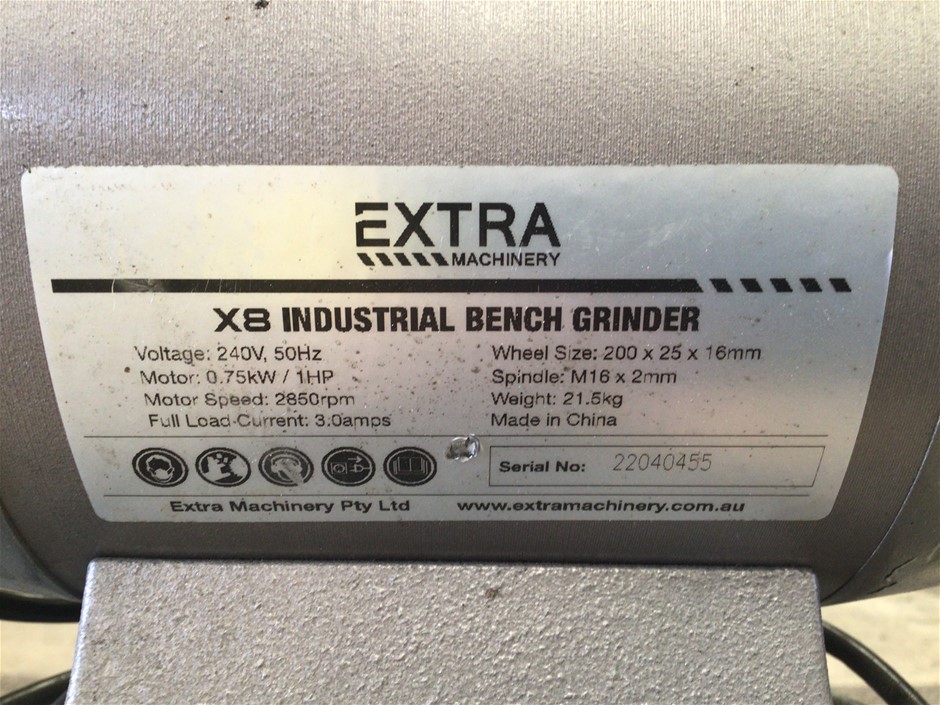 EXTRA
MACHINERY
X8 INDUSTRIAL BENCH GRINDER
Voltage: 240V, 50Hz
Motor: 0.75kW / 1HP
Motor Speed: 2850rpm
Full Load Current: 3.0amps
Wheel Size: 200 x 25 x 16mm
Spindle: M16 x 2mm
Weight: 21.5kg
Made in China
Serial No: 22040455
Extra Machinery Pty Ltd www.extramachinery.com.au